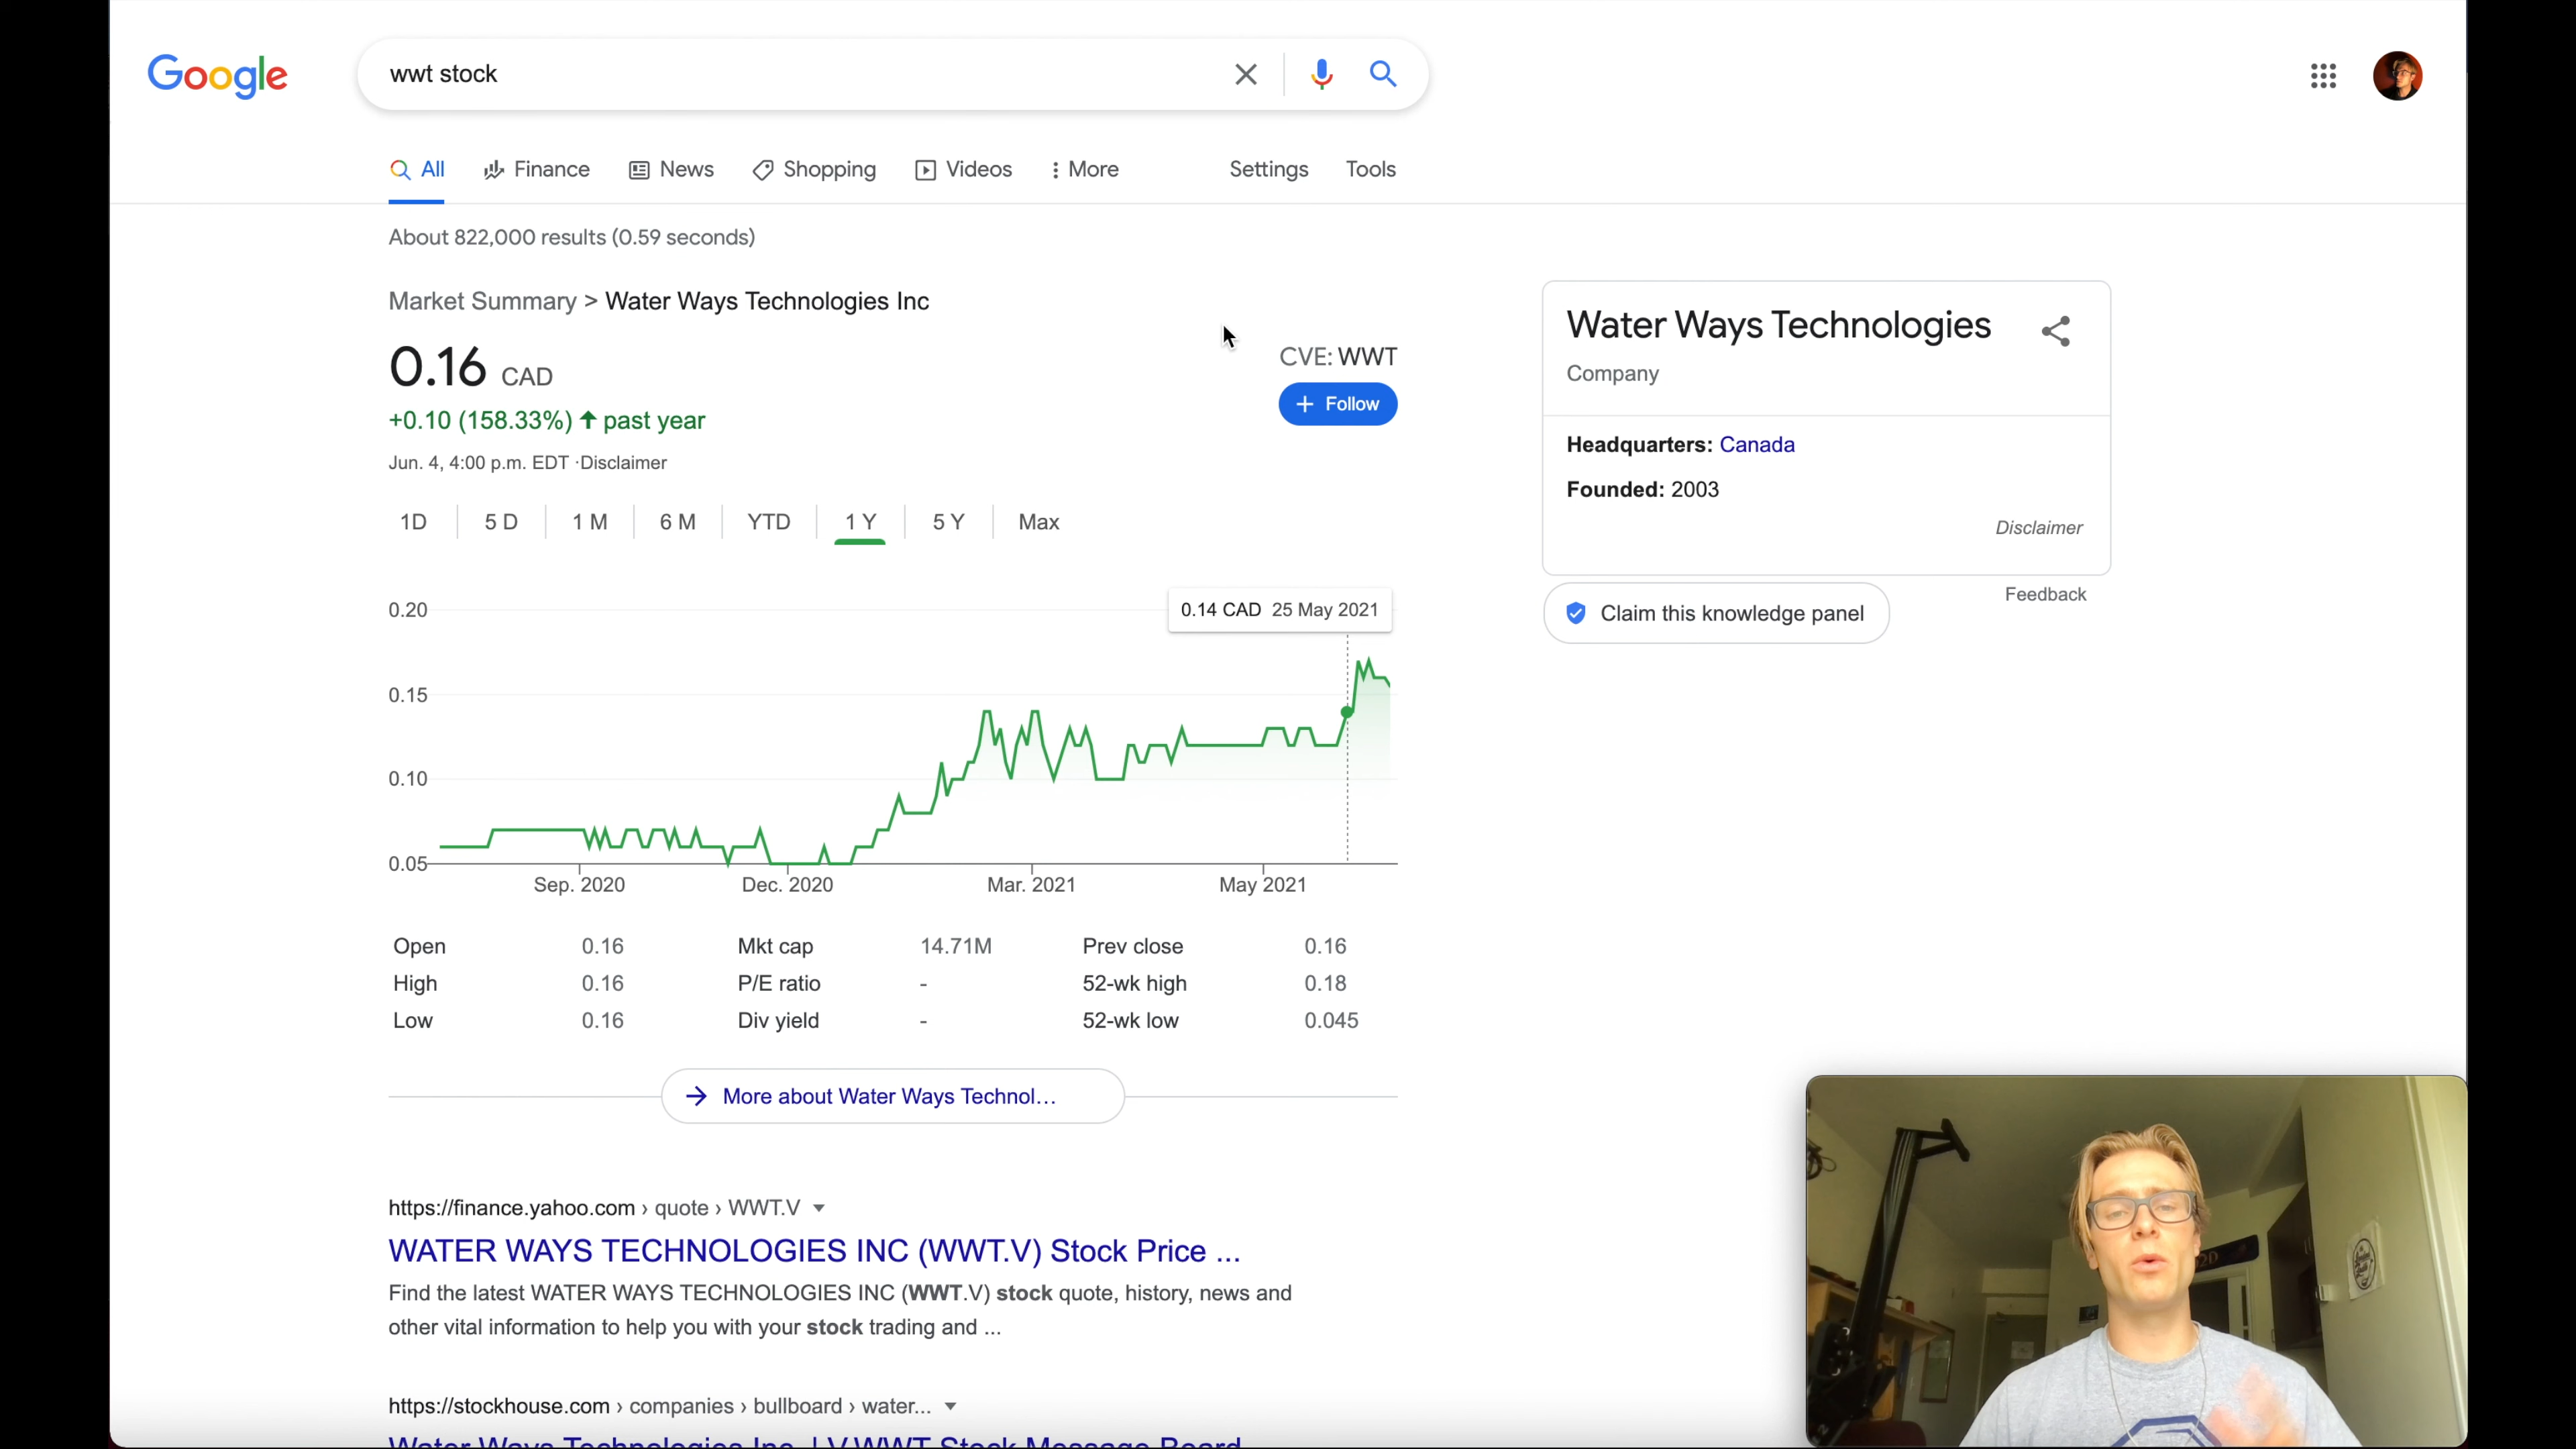 Google
wwt stock
All
Finance
News
Shopping
Videos
More
Settings
Tools
About 822,000 results (0.59 seconds)
Market Summary > Water Ways Technologies Inc
0.16 CAD
CVE: WWT
+ Follow
+0.10 (158.33%) ↑ past year
Jun. 4, 4:00 p.m. EDT ·Disclaimer
1D
5 D
1 M
6 M
YTD
1 Y
5 Y
Max
0.14 CAD 25 May 2021
0.20
0.15
0.10
0.05
Sep. 2020
Dec. 2020
Mar. 2021
May 2021
Open 0.16 Mkt cap 14.71M Prev close 0.16
High 0.16 P/E ratio - 52-wk high 0.18
Low 0.16 Div yield - 52-wk low 0.045
More about Water Ways Technol...
Water Ways Technologies
Company
Headquarters: Canada
Founded: 2003
Disclaimer
Claim this knowledge panel
Feedback
https://finance.yahoo.com › quote › WWT.V
WATER WAYS TECHNOLOGIES INC (WWT.V) Stock Price ...
Find the latest WATER WAYS TECHNOLOGIES INC (WWT.V) stock quote, history, news and
other vital information to help you with your stock trading and ...
https://stockhouse.com › companies › bullboard › water...
Water Ways Technologies Inc. | V.WWT Stock Message Board